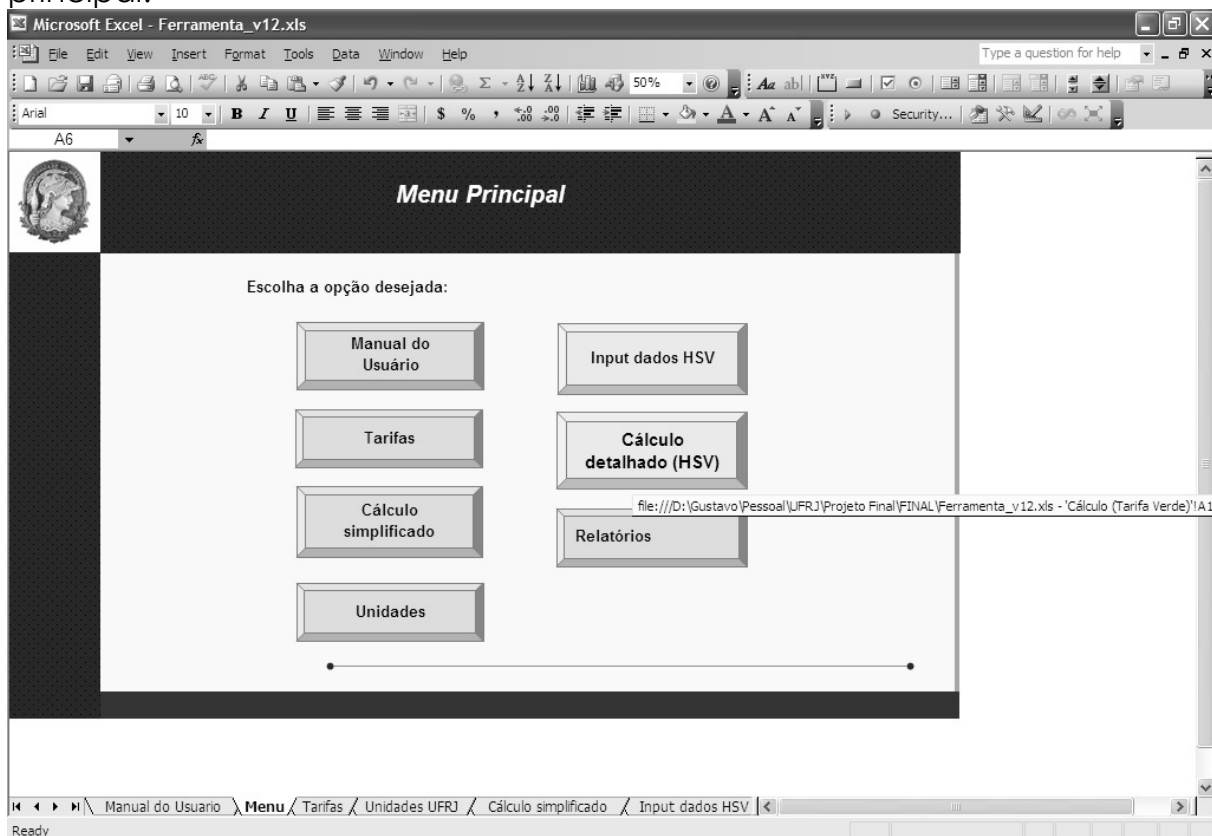 principal.
Microsoft Excel - Ferramenta_v12.xls
File Edit View Insert Format Tools Data Window Help
Type a question for help
50%
Arial
10
B I U
$ %
Security...
A6
fx
Menu Principal
Escolha a opção desejada:
Manual do
Usuário
Input dados HSV
Tarifas
Cálculo
detalhado (HSV)
file:///D:\Gustavo\Pessoal\UFRJ\Projeto Final\FINAL\Ferramenta_v12.xls - 'Cálculo (Tarifa Verde)'!A1
Cálculo
simplificado
Relatórios
Unidades
Manual do Usuario Menu Tarifas Unidades UFRJ Cálculo simplificado Input dados HSV
Ready